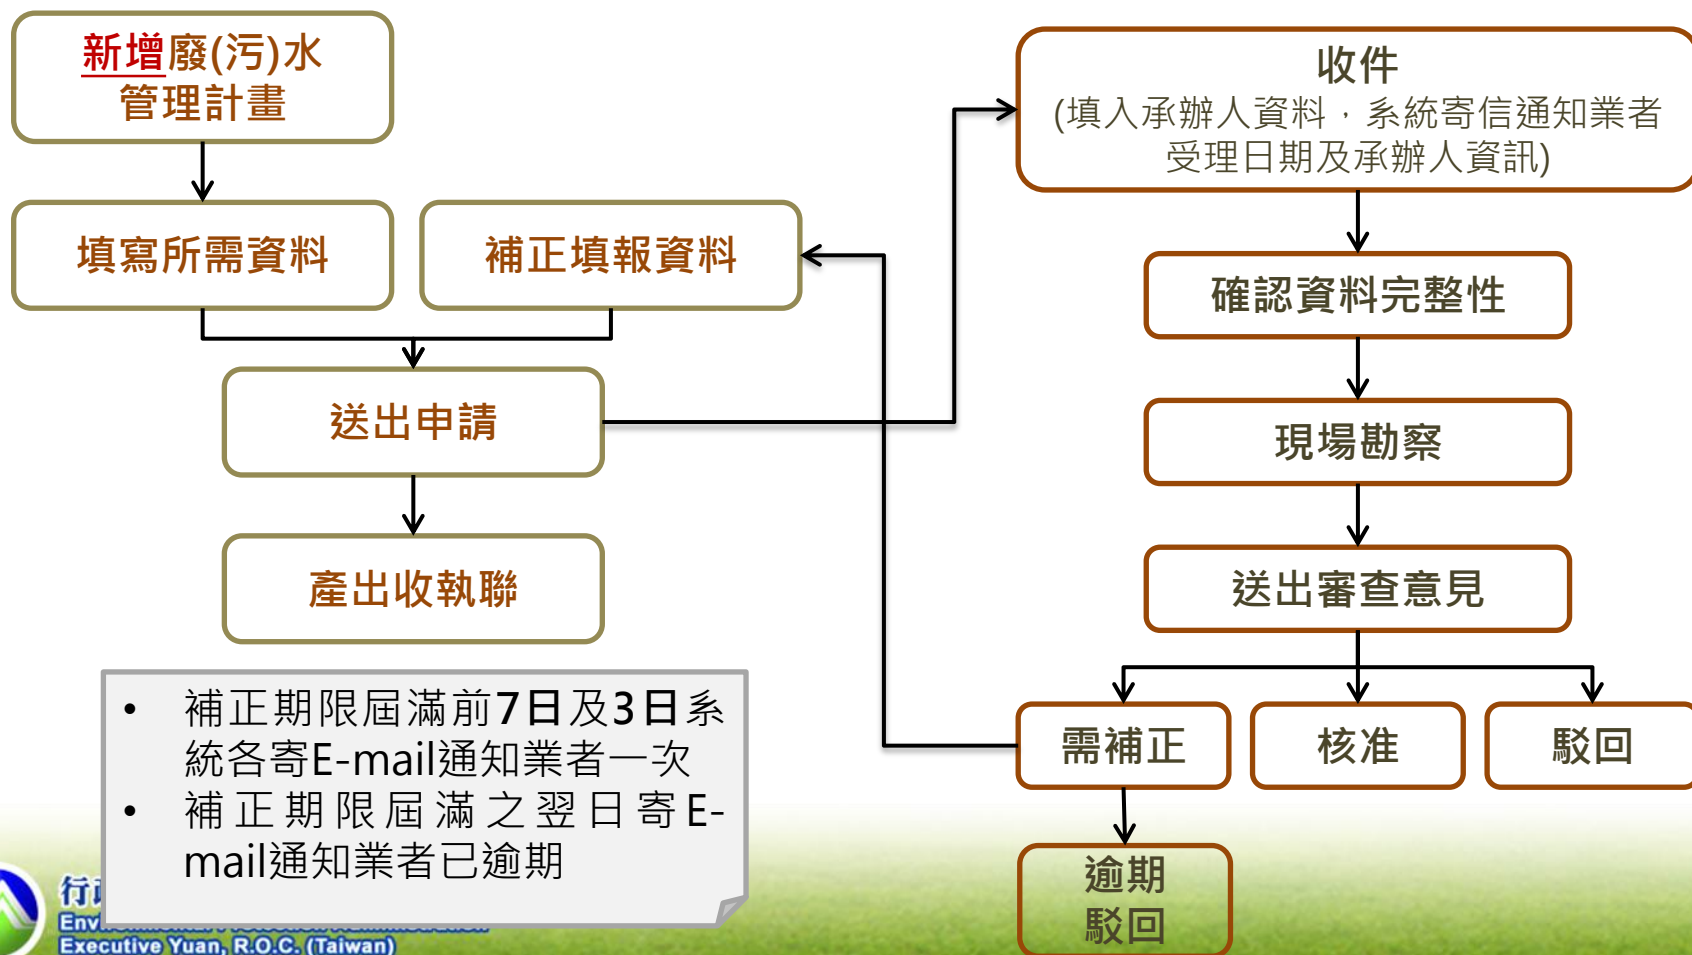 新增廢(污)水
管理計畫
填寫所需資料
補正填報資料
送出申請
產出收執聯
收件
(填入承辦人資料，系統寄信通知業者
受理日期及承辦人資訊)
確認資料完整性
現場勘察
送出審查意見
需補正
核准
駁回
逾期
駁回
• 補正期限屆滿前7日及3日系
統各寄E-mail通知業者一次
• 補正期限屆滿之翌日寄E-
mail通知業者已逾期
行
Executive Yuan, R.O.C. (Taiwan)